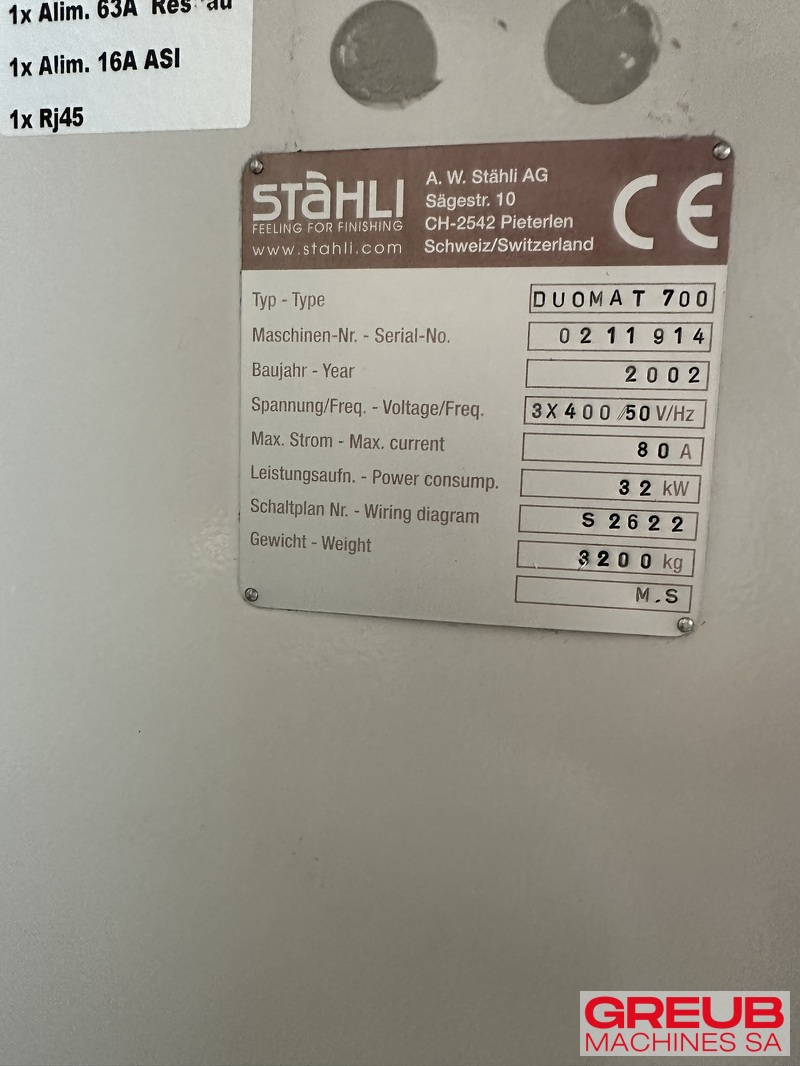 1x Alim. 63A
1x Alim. 16A ASI
1x Rj45
STäHLI
FEELING FOR FINISHING
www.stahli.com
A. W. Stähli AG
Sägestr. 10
CH-2542 Pieterlen
Schweiz/Switzerland
CE
Typ - Type DUOMAT 700
Maschinen-Nr. - Serial-No. 0211914
Baujahr - Year 2002
Spannung/Freq. - Voltage/Freq. 3X400/50 V/Hz
Max. Strom - Max. current 80 A
Leistungsaufn. - Power consump. 32 kW
Schaltplan Nr. - Wiring diagram S 2622
Gewicht - Weight 3200 kg
M.S
GREUB
MACHINES SA